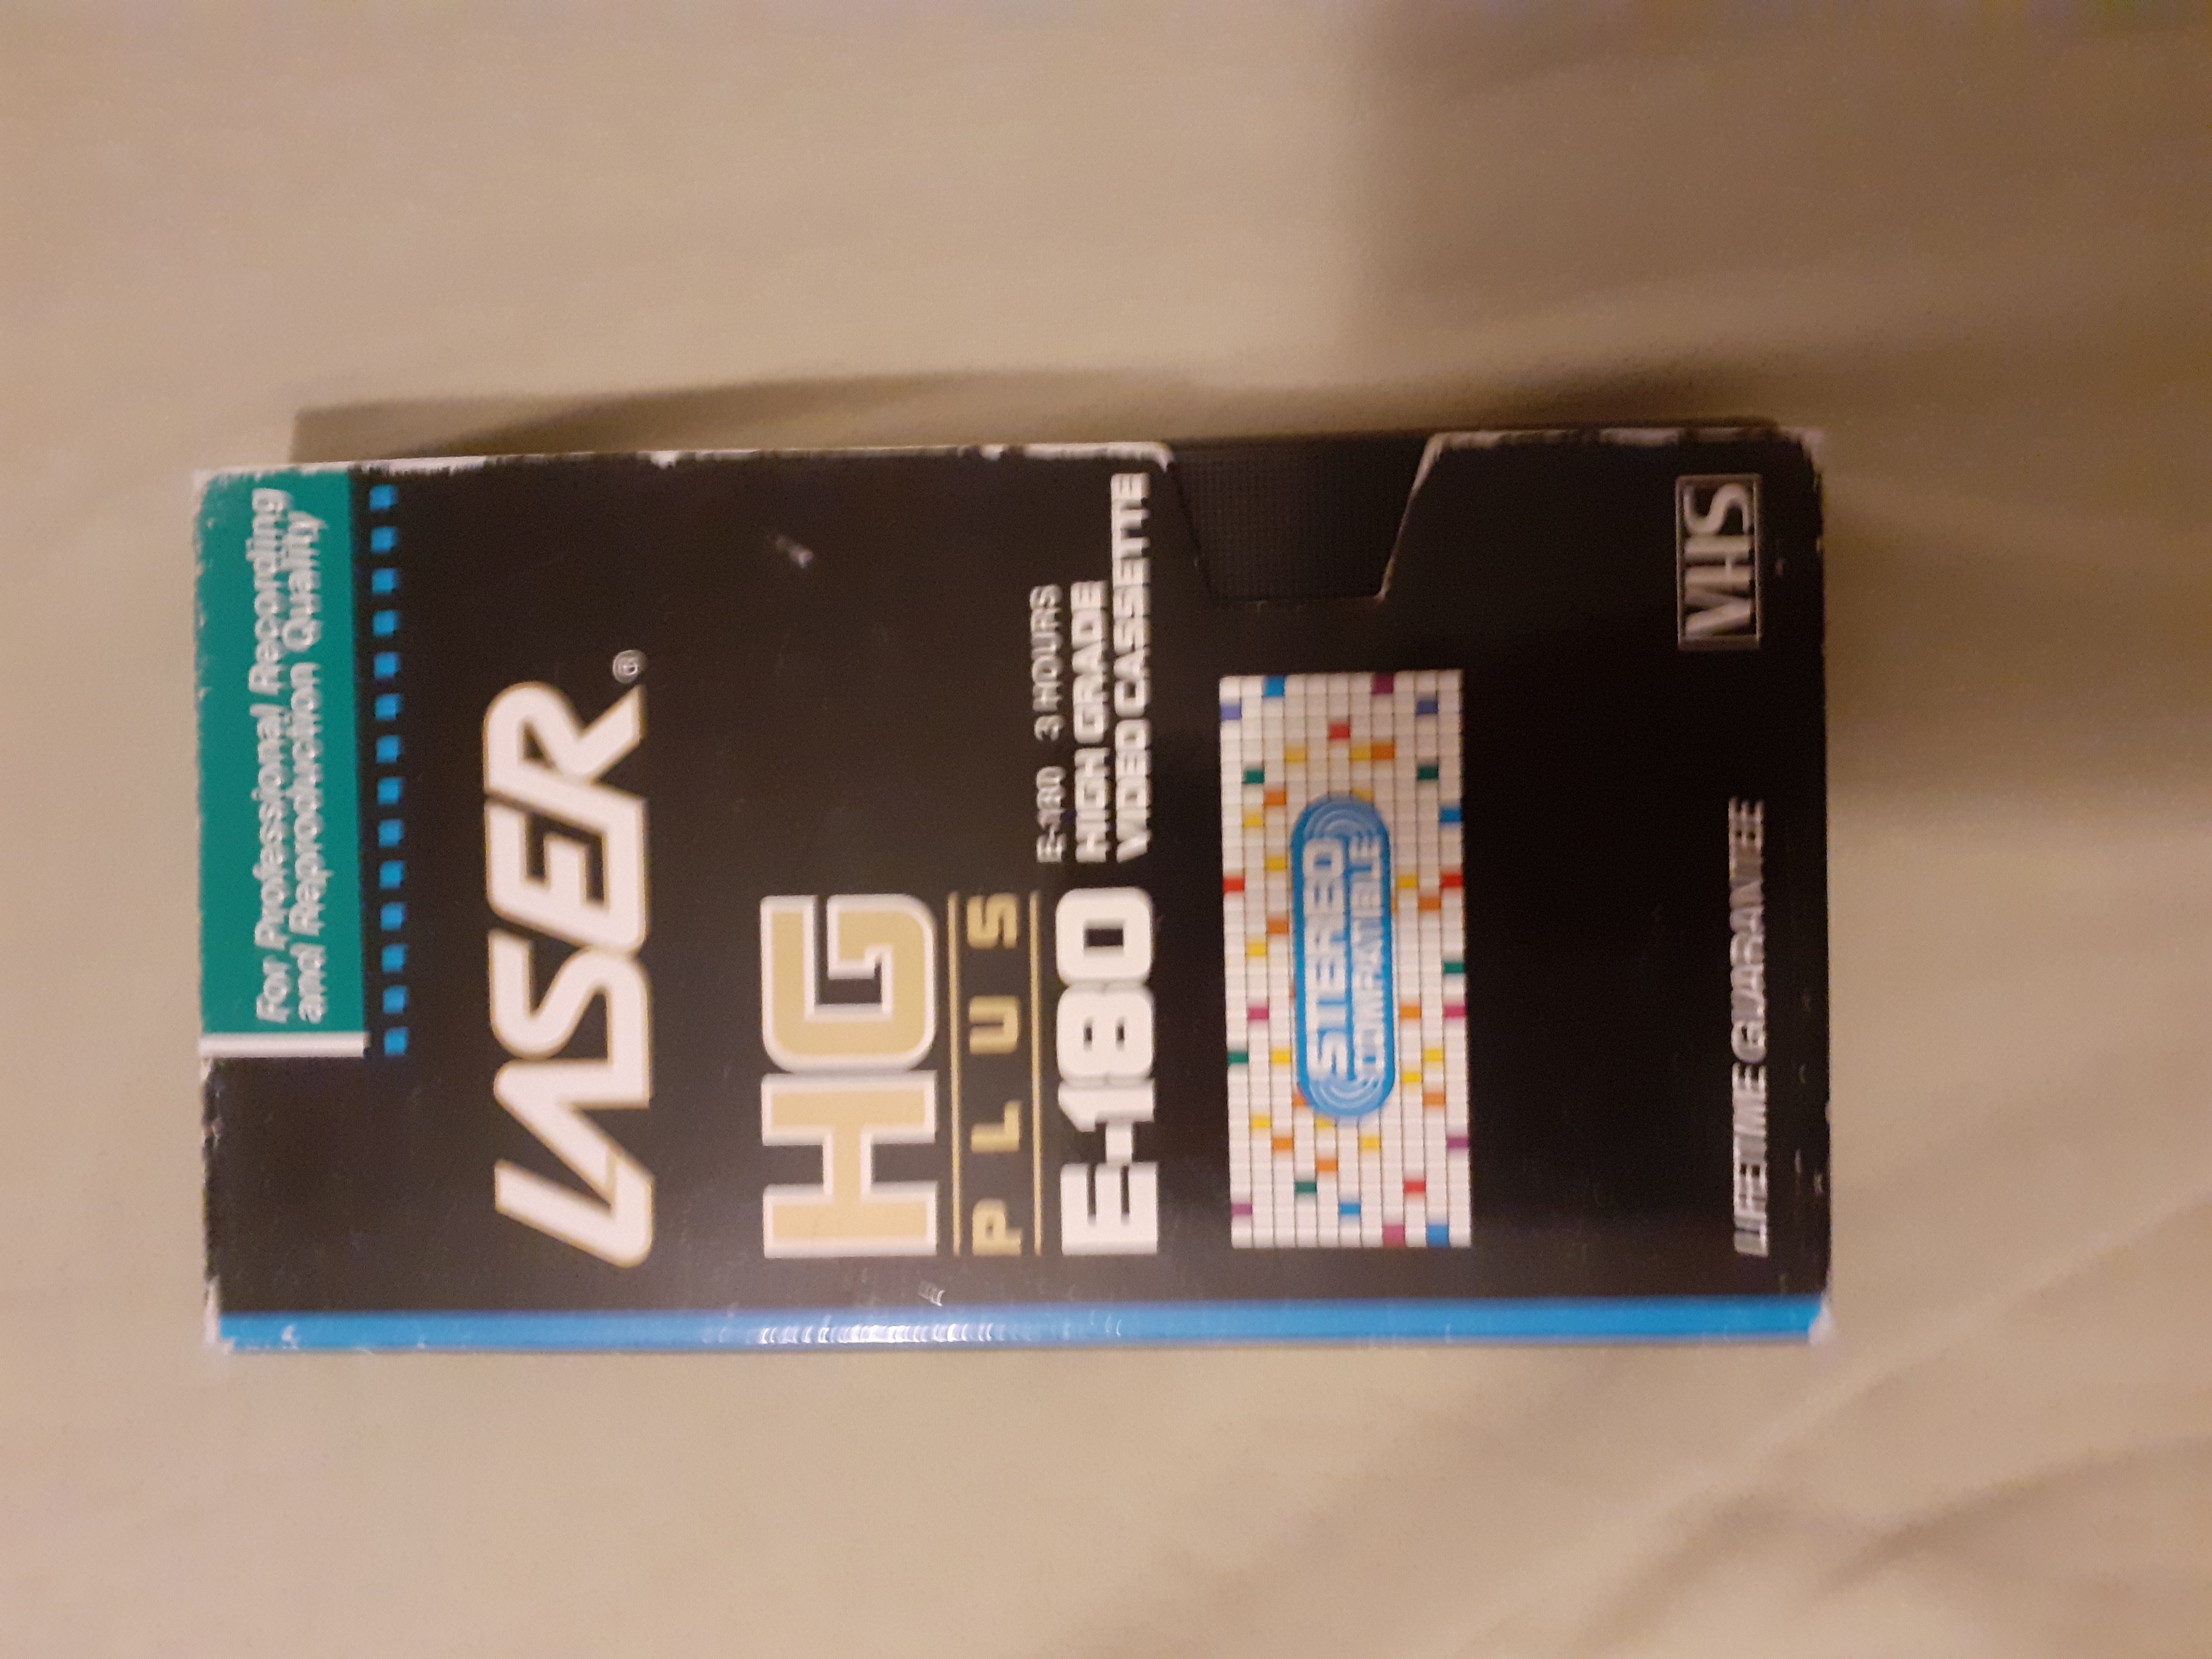 For Professional Recording
and Reproduction Quality
LASER®
HG
PLUS
E-180 3 HOURS
HIGH GRADE
E-180 VIDEO CASSETTE
STEREO
COMPATIBLE
LIFETIME GUARANTEE
VHS